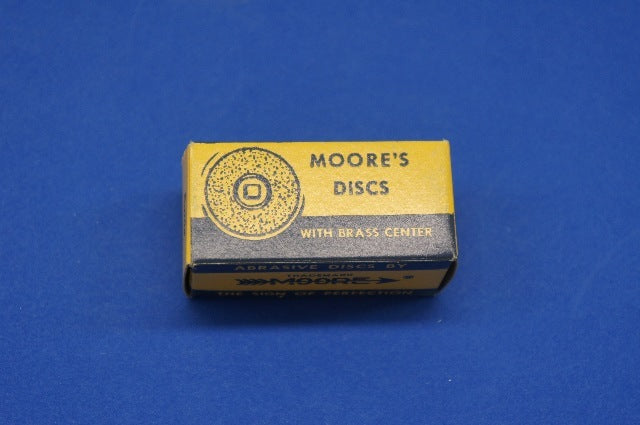 MOORE'S
DISCS
WITH BRASS CENTER
ABRASIVE DISCS BY
TRADEMARK
MOORE ®
THE SIGN OF PERFECTION